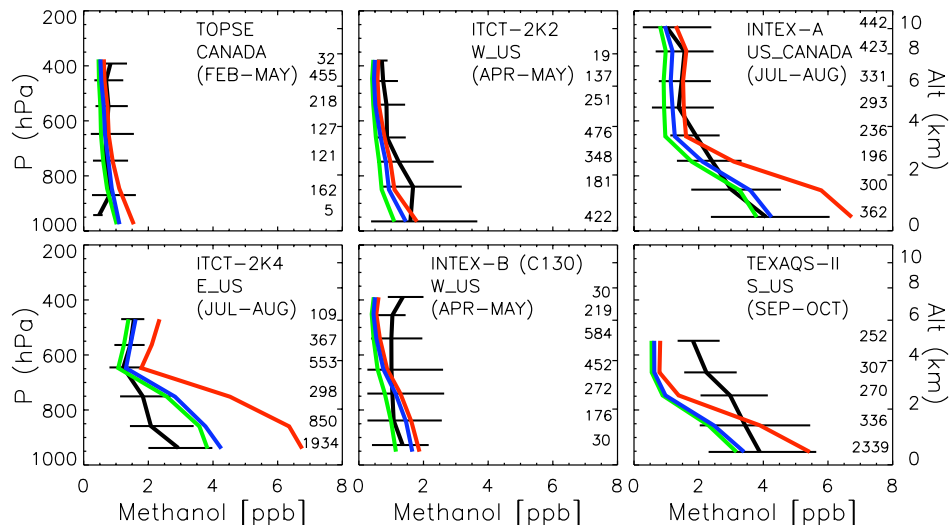 200
400
600
800
1000
P (hPa)
TOPSE
CANADA
(FEB-MAY)
32
455
218
127
121
162
5
ITCT-2K2
W_US
(APR-MAY)
19
137
251
476
348
181
422
INTEX-A
US_CANADA
(JUL-AUG)
442
423
331
293
236
196
300
362
10
8
6
4
2
0
Alt (km)
200
400
600
800
1000
P (hPa)
ITCT-2K4
E_US
(JUL-AUG)
109
367
553
298
850
1934
INTEX-B (C130)
W_US
(APR-MAY)
30
219
584
452
272
176
30
TEXAQS-II
S_US
(SEP-OCT)
252
307
270
336
2339
10
8
6
4
2
0
Alt (km)
0 2 4 6 8
0 2 4 6 8
0 2 4 6 8
Methanol [ppb]
Methanol [ppb]
Methanol [ppb]